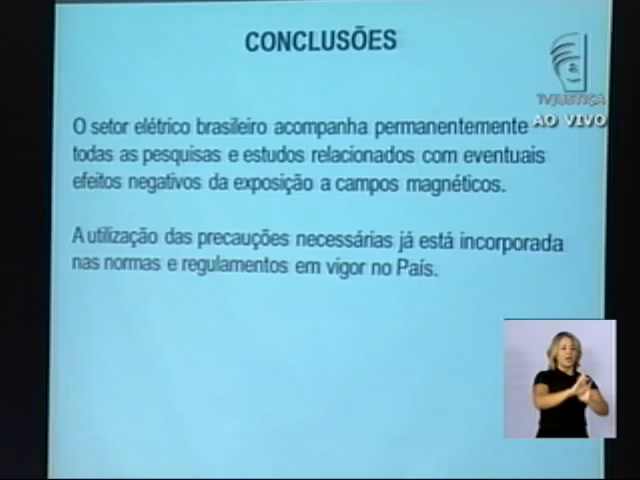 CONCLUSÕES
TVJUSTIÇA
AO VIVO
O setor elétrico brasileiro acompanha permanentemente
todas as pesquisas e estudos relacionados com eventuais
efeitos negativos da exposição a campos magnéticos.
A utilização das precauções necessárias já está incorporada
nas normas e regulamentos em vigor no País.